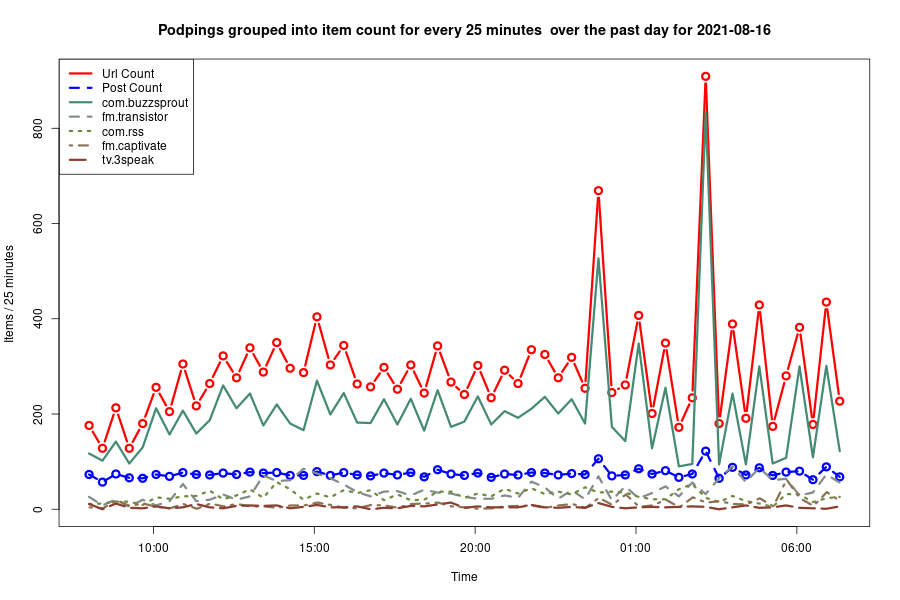 Podpings grouped into item count for every 25 minutes  over the past day for 2021-08-16
Url Count
Post Count
com.buzzsprout
fm.transistor
com.rss
fm.captivate
tv.3speak
Items / 25 minutes
800
600
400
200
0
10:00 15:00 20:00 01:00 06:00
Time